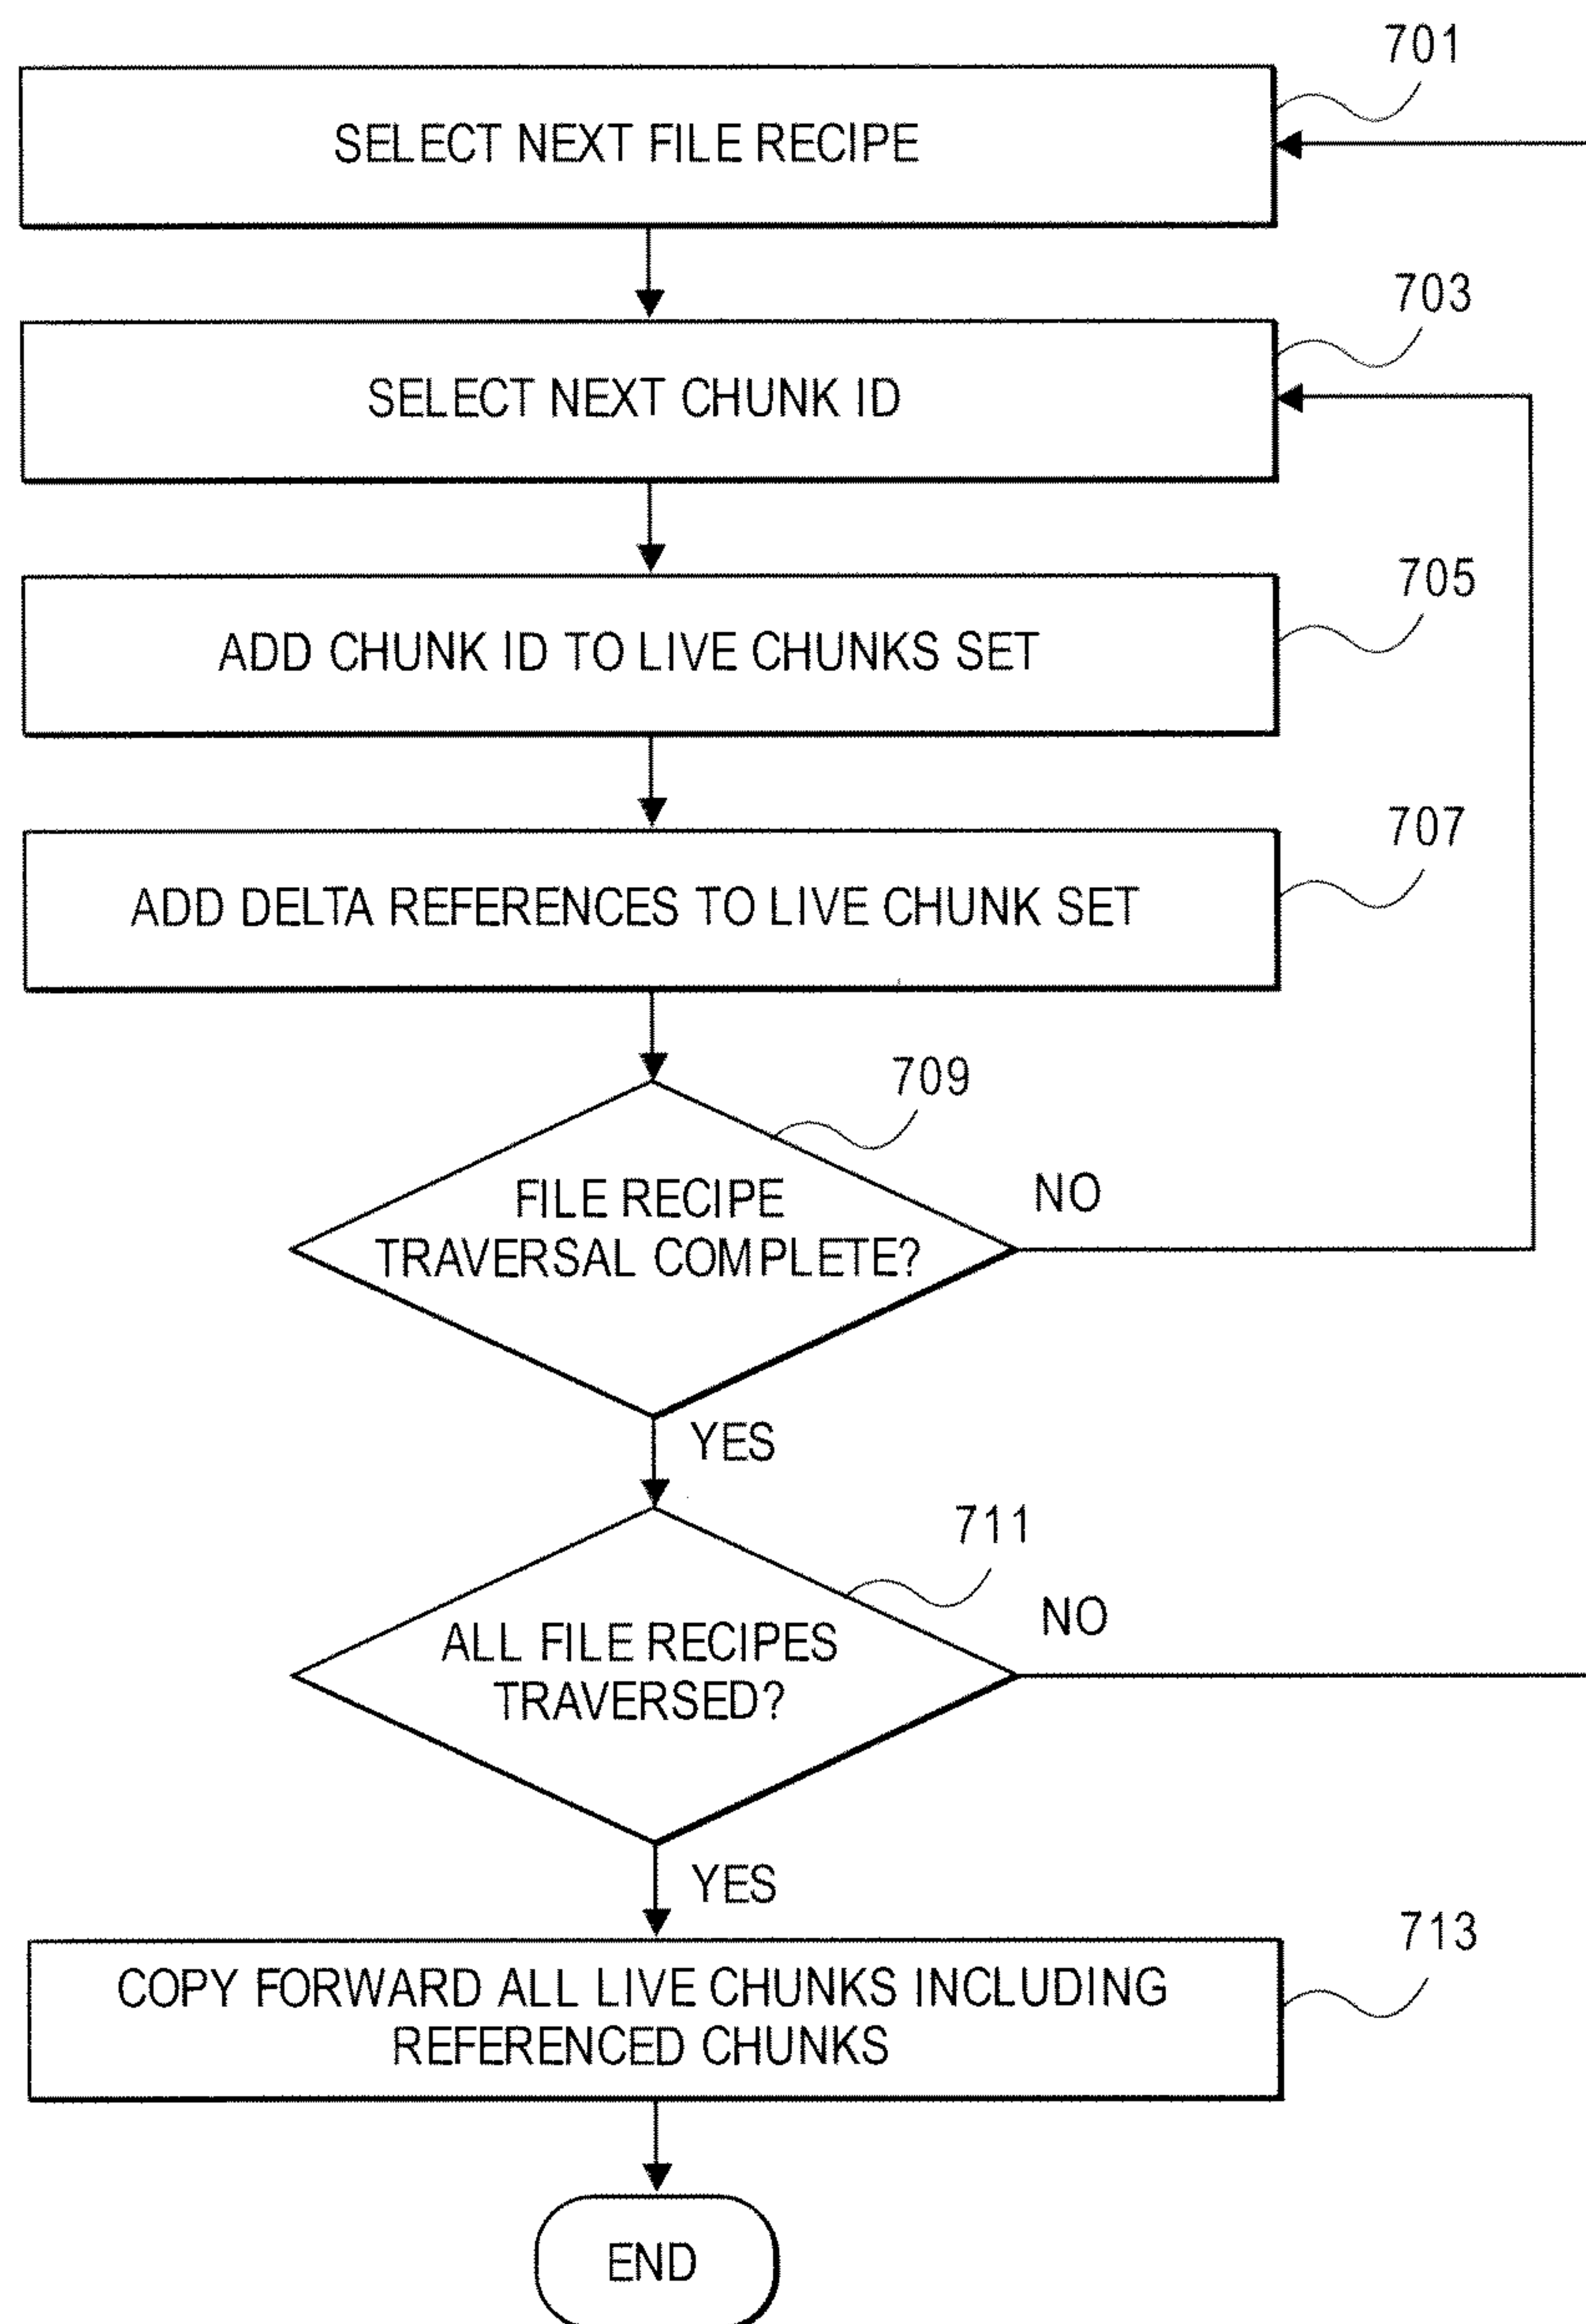 701
SELECT NEXT FILE RECIPE
703
SELECT NEXT CHUNK ID
705
ADD CHUNK ID TO LIVE CHUNKS SET
707
ADD DELTA REFERENCES TO LIVE CHUNK SET
709
FILE RECIPE
TRAVERSAL COMPLETE?
NO
YES
711
ALL FILE RECIPES
TRAVERSED?
NO
YES
713
COPY FORWARD ALL LIVE CHUNKS INCLUDING
REFERENCED CHUNKS
END